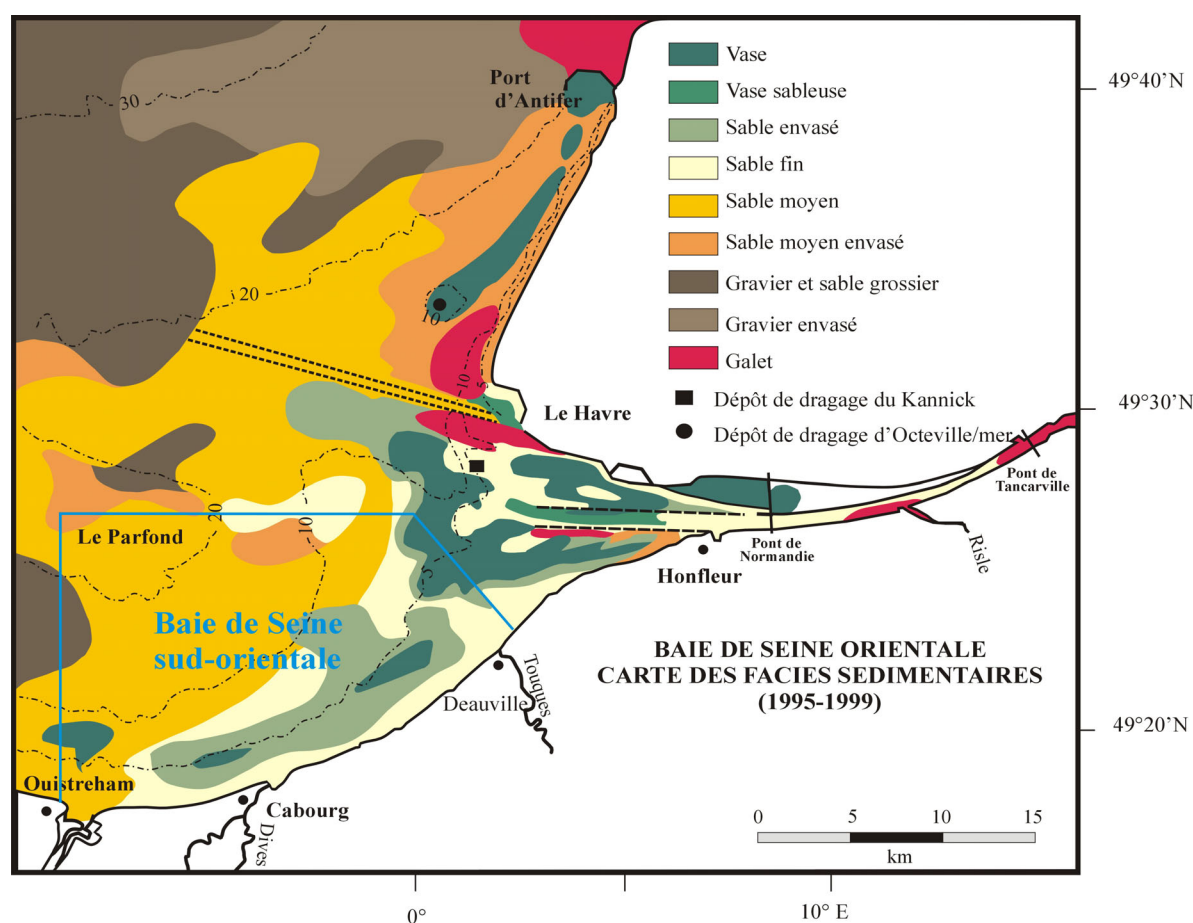 Port
d'Antifer
30
20
10
10
5
Le Havre
20
10
5
Le Parfond
Baie de Seine
sud-orientale
Ouistreham
Cabourg
Dives
Deauville
Touques
Honfleur
Pont de
Normandie
Risle
Pont de
Tancarville
Vase
Vase sableuse
Sable envasé
Sable fin
Sable moyen
Sable moyen envasé
Gravier et sable grossier
Gravier envasé
Galet
Dépôt de dragage du Kannick
Dépôt de dragage d'Octeville/mer
BAIE DE SEINE ORIENTALE
CARTE DES FACIES SEDIMENTAIRES
(1995-1999)
0 5 10 15
km
49°40'N
49°30'N
49°20'N
0°
10° E